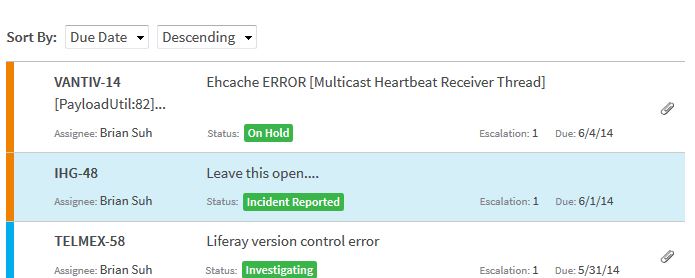 Sort By: Due Date Descending
VANTIV-14 Ehcache ERROR [Multicast Heartbeat Receiver Thread]
[PayloadUtil:82]...
Assignee: Brian Suh Status: On Hold Escalation: 1 Due: 6/4/14
IHG-48 Leave this open....
Assignee: Brian Suh Status: Incident Reported Escalation: 1 Due: 6/1/14
TELMEX-58 Liferay version control error
Assignee: Brian Suh Status: Investigating Escalation: 1 Due: 5/31/14